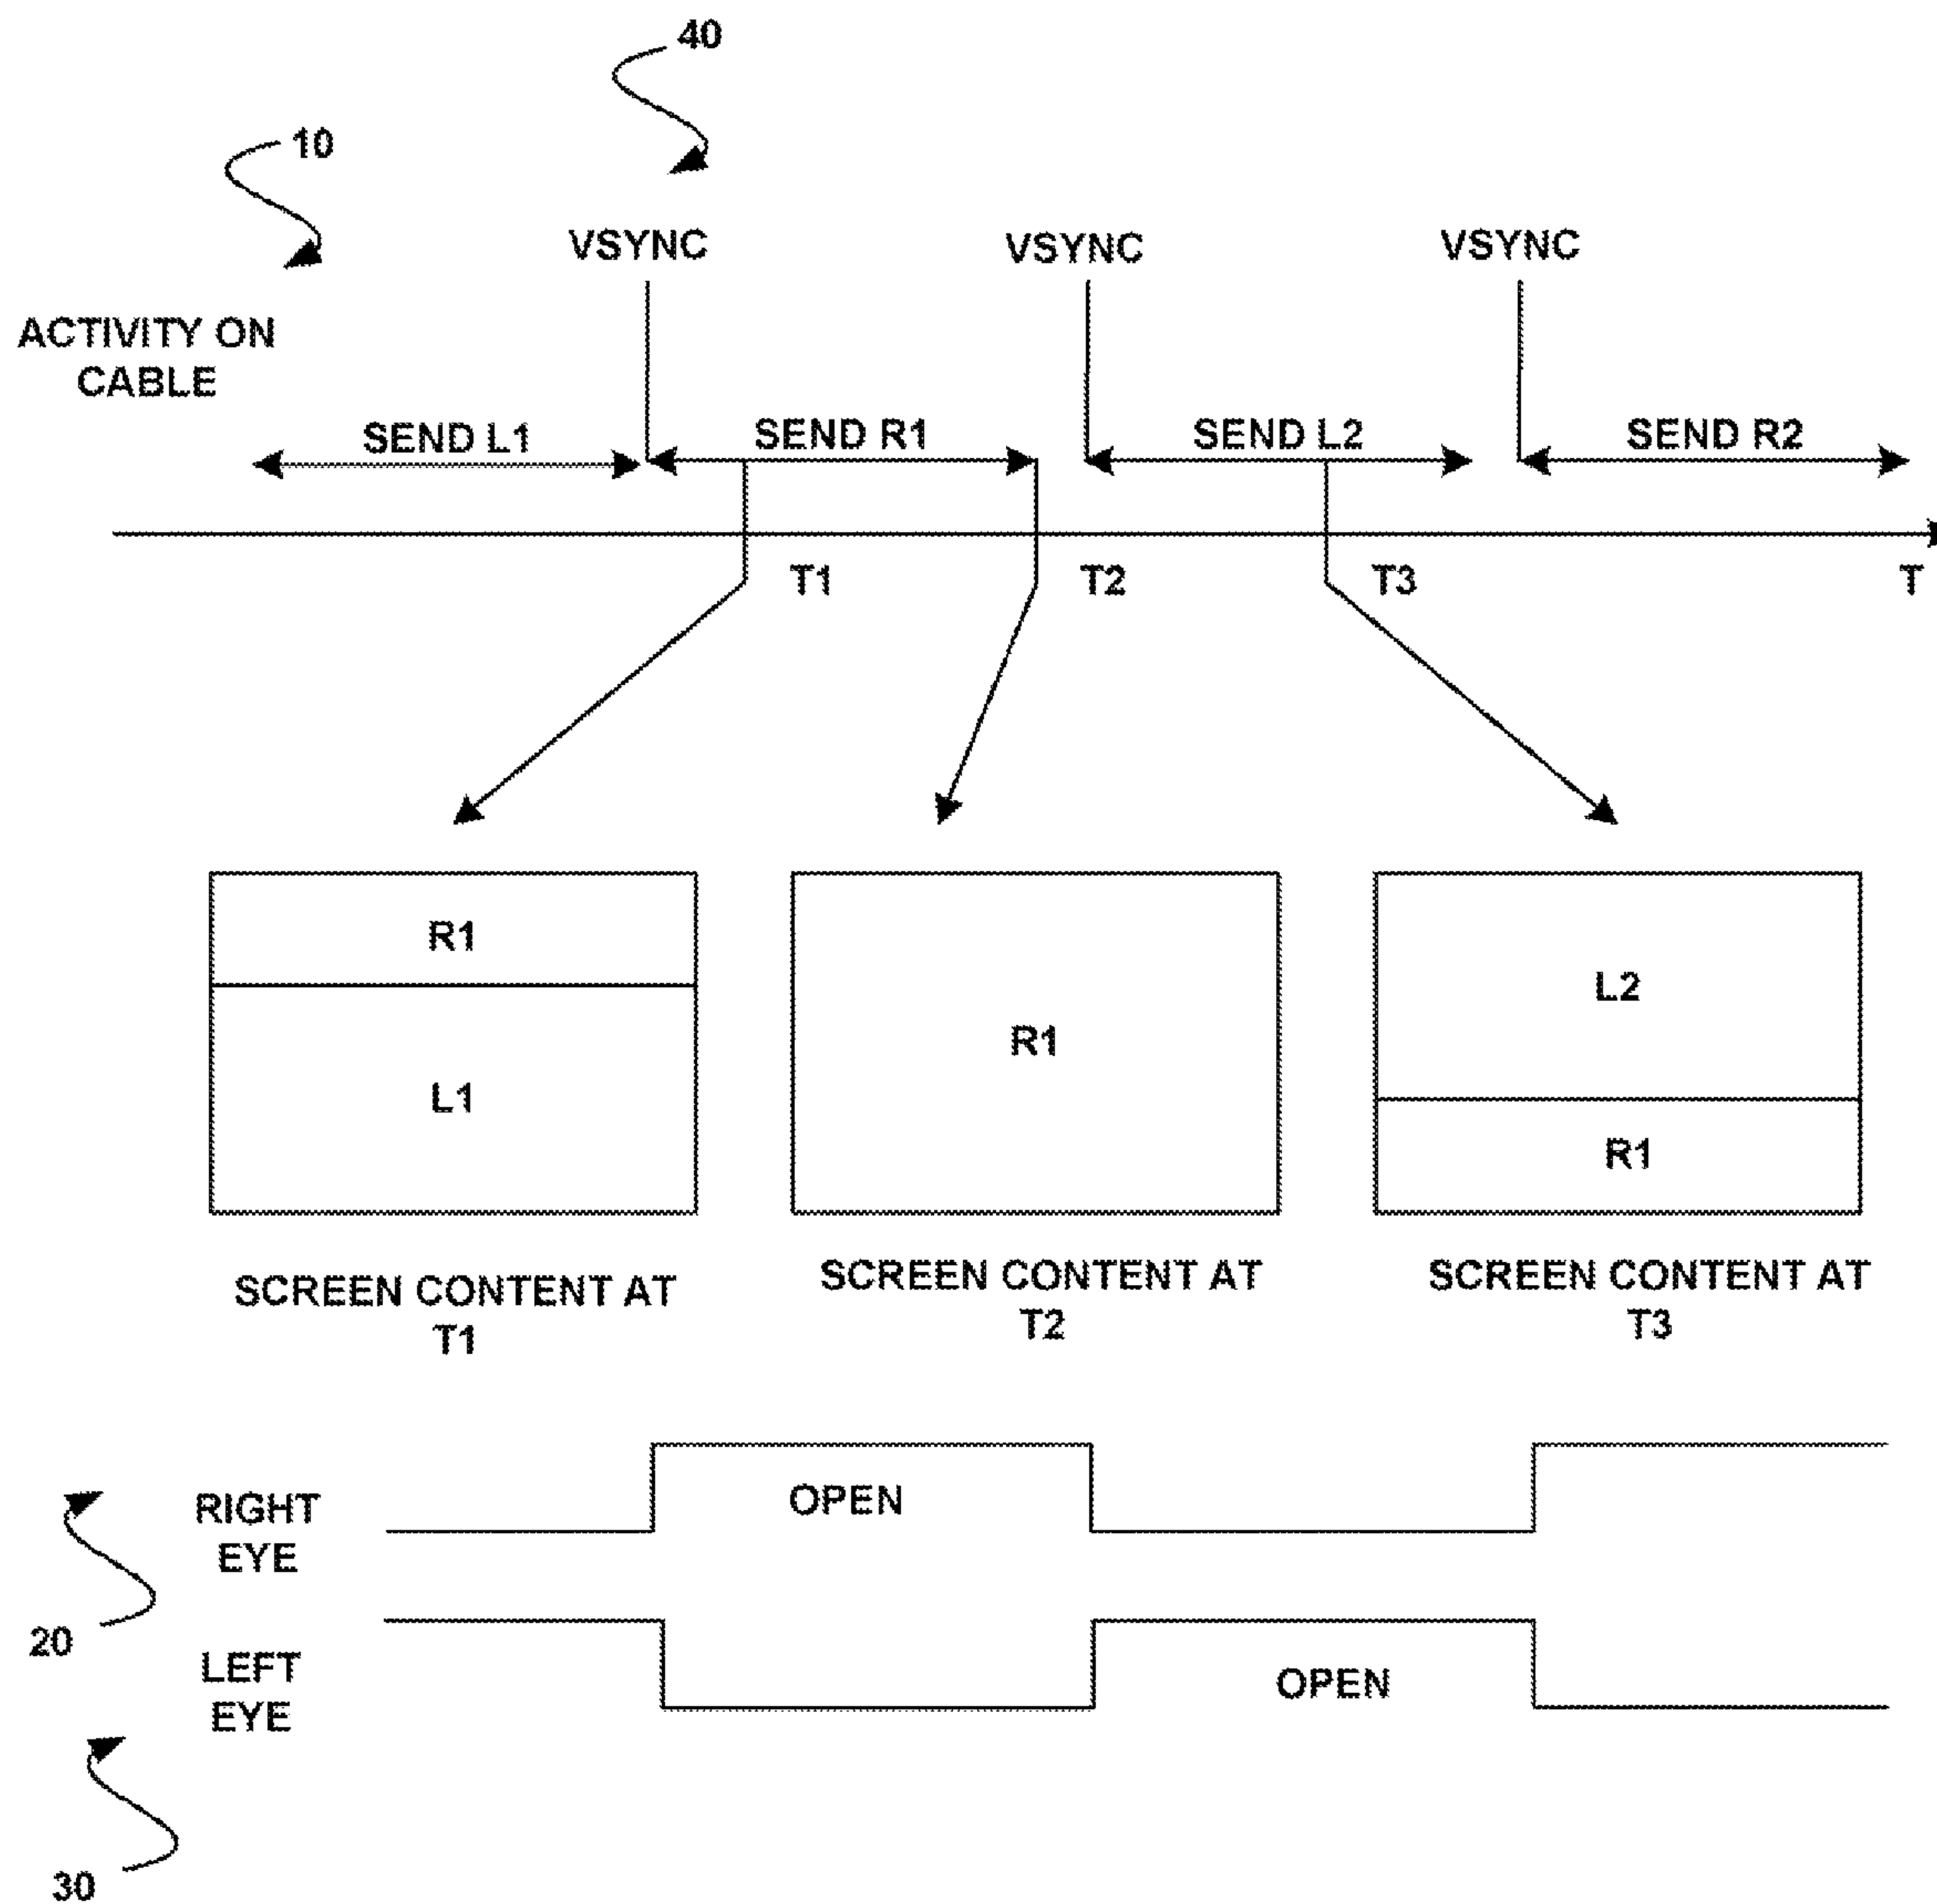 40
10
VSYNC
VSYNC
VSYNC
ACTIVITY ON
CABLE
SEND L1
SEND R1
SEND L2
SEND R2
T1
T2
T3
T
R1
L1
R1
L2
R1
SCREEN CONTENT AT
T1
SCREEN CONTENT AT
T2
SCREEN CONTENT AT
T3
RIGHT
EYE
OPEN
20
LEFT
EYE
OPEN
30